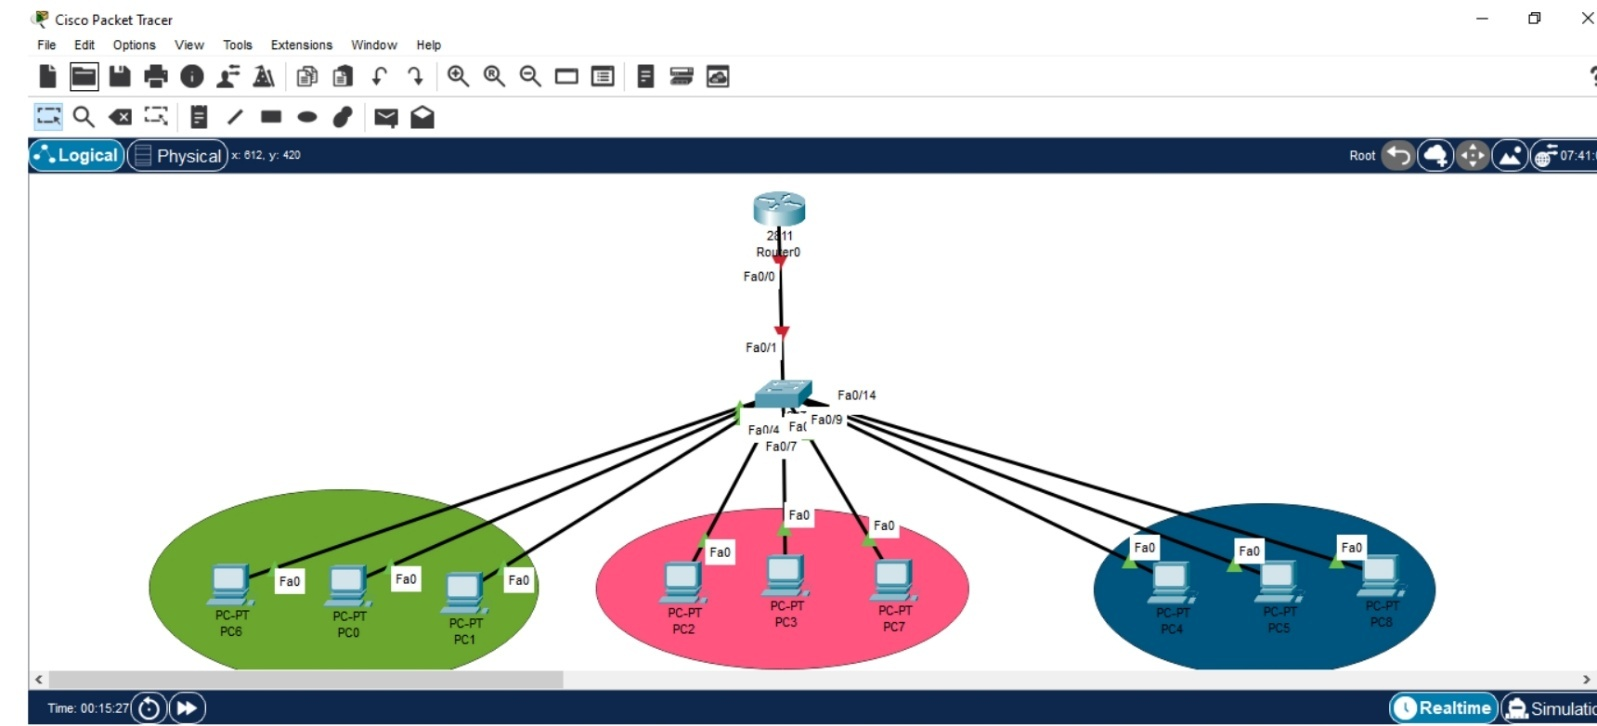 Cisco Packet Tracer
File Edit Options View Tools Extensions Window Help
Logical Physical x: 612, y: 420 Root 07:41:
2811
Router0
Fa0/0
Fa0/1
Fa0/14
Fa0/9
Fa0/4
Fa0/7
Fa0
Fa0
Fa0
Fa0
Fa0
Fa0
Fa0
Fa0
Fa0
PC-PT
PC6
PC-PT
PC0
PC-PT
PC1
PC-PT
PC2
PC-PT
PC3
PC-PT
PC7
PC-PT
PC4
PC-PT
PC5
PC-PT
PC8
Time: 00:15:27 Realtime Simulatio